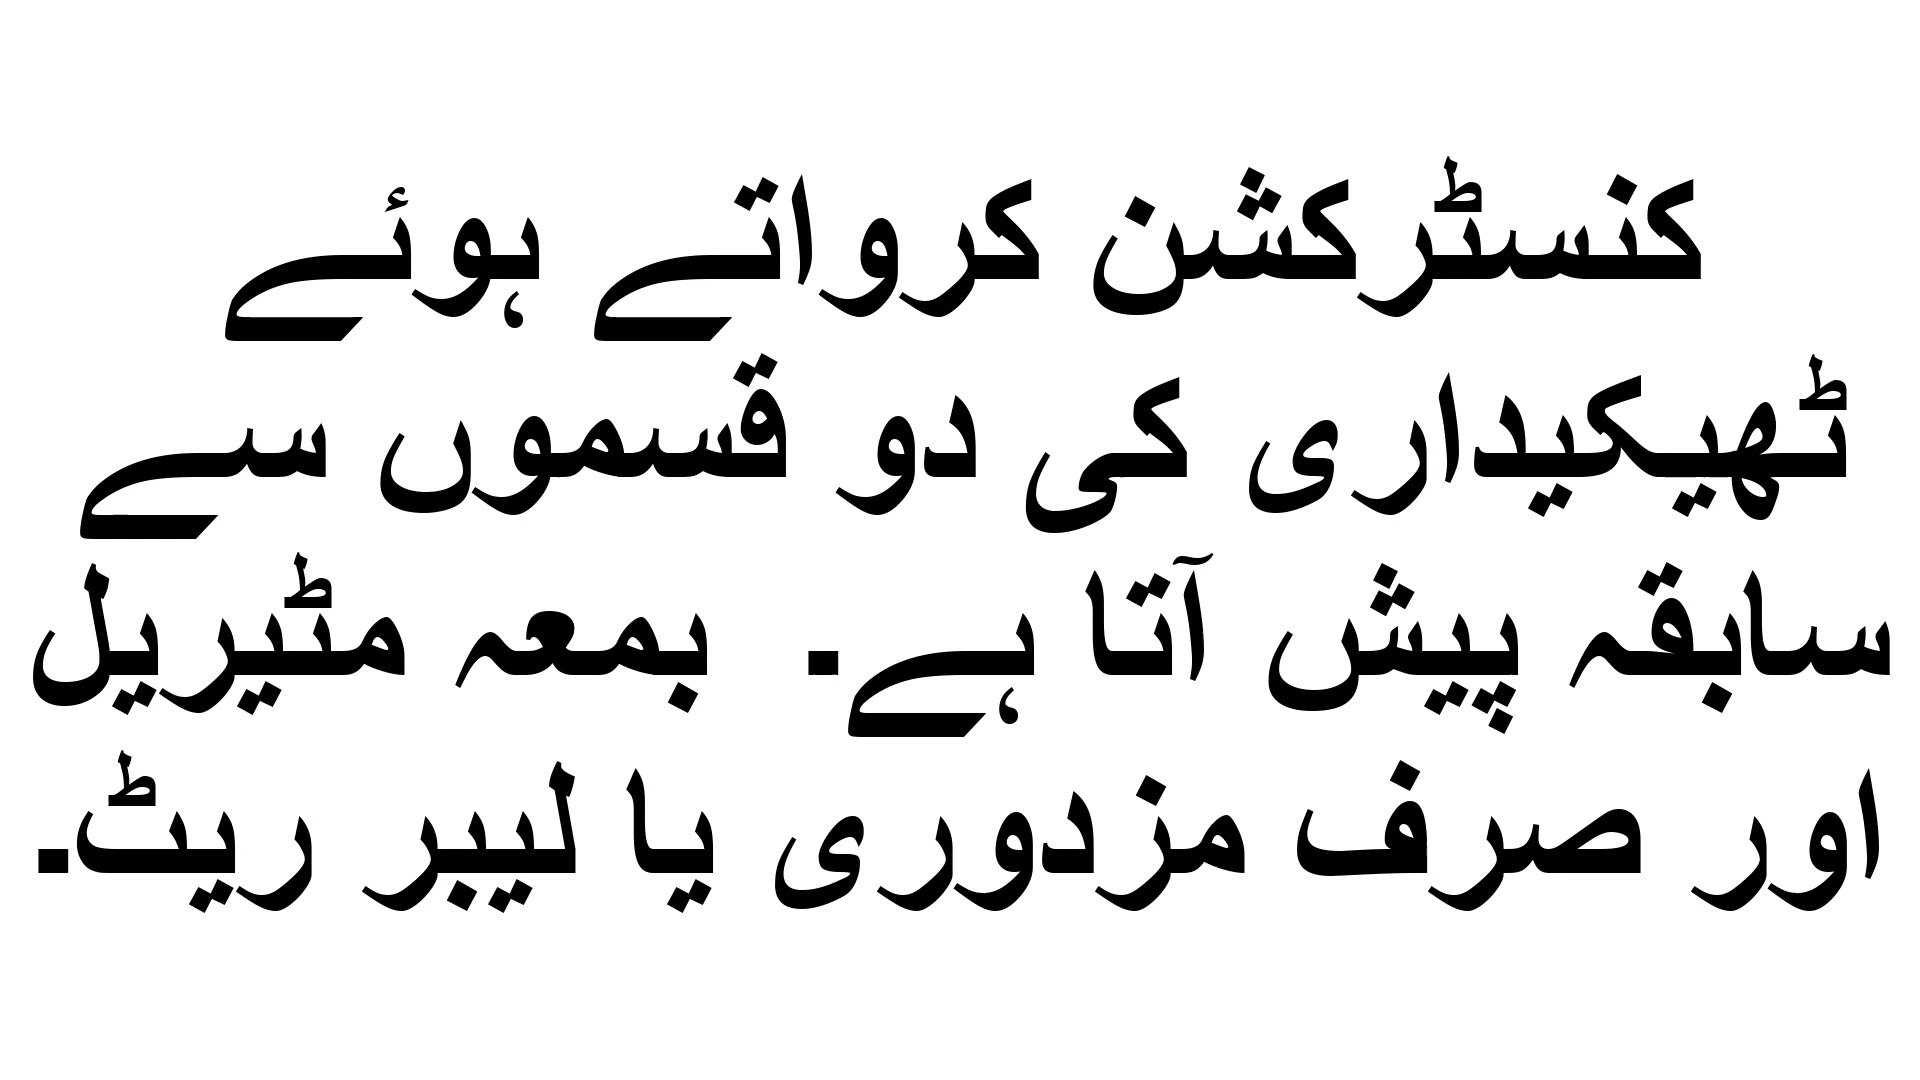 کنسٹرکشن کرواتے ہوئے
ٹھیکیداری کی دو قسموں سے
سابقہ پیش آتا ہے. بمعہ مٹیریل
اور صرف مزدوری یا لیبر ریٹ.